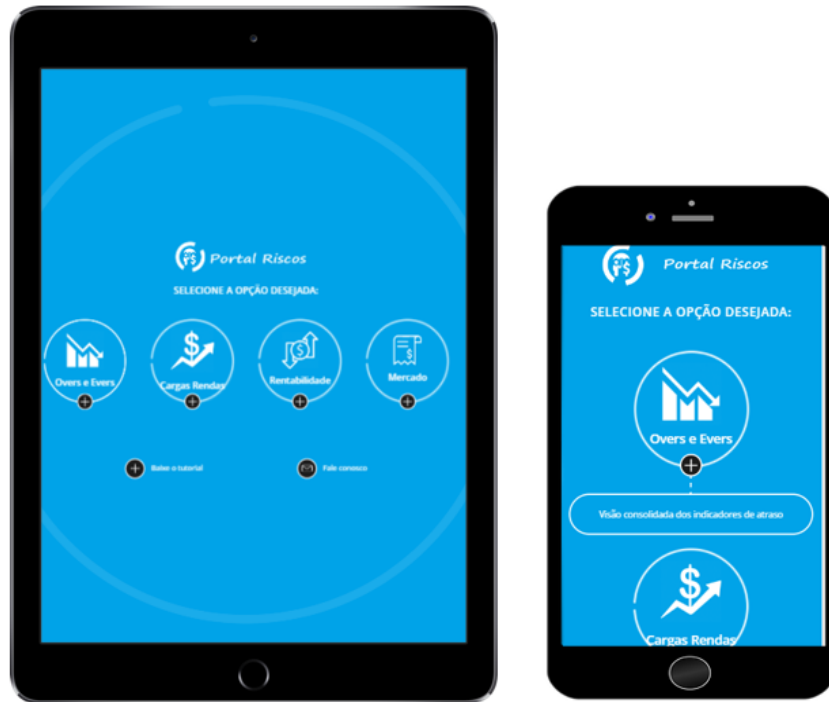 Portal Riscos
SELECIONE A OPÇÃO DESEJADA:
Overs e Evers
Cargas Rendas
Rentabilidade
Mercado
Baixe o tutorial
Fale conosco
Portal Riscos
SELECIONE A OPÇÃO DESEJADA:
Overs e Evers
Visão consolidada dos indicadores de atraso
Cargas Rendas